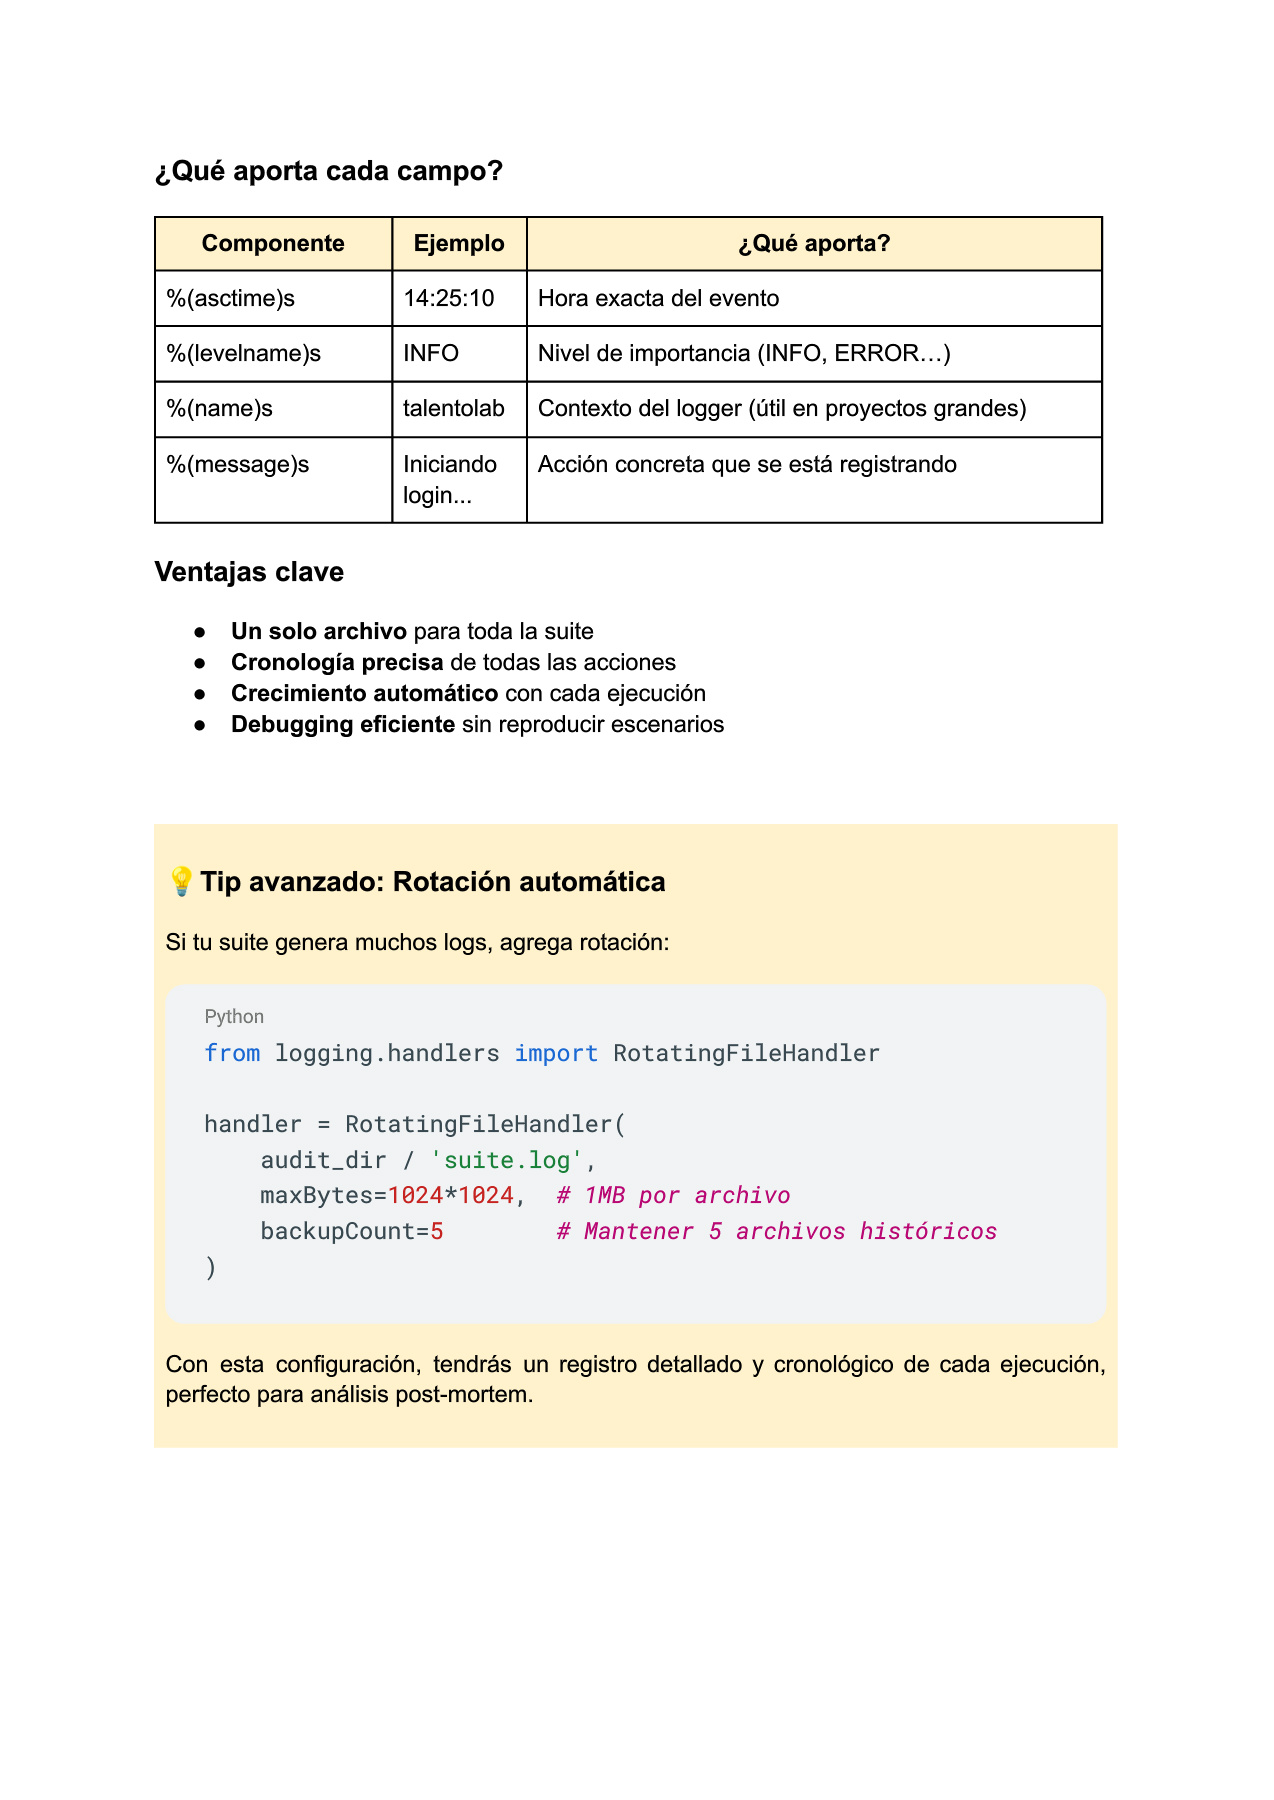 ¿Qué aporta cada campo?
Componente Ejemplo ¿Qué aporta?
%(asctime)s 14:25:10 Hora exacta del evento
%(levelname)s INFO Nivel de importancia (INFO, ERROR…)
%(name)s talentolab Contexto del logger (útil en proyectos grandes)
%(message)s Iniciando Acción concreta que se está registrando
login...
Ventajas clave
● Un solo archivo para toda la suite
● Cronología precisa de todas las acciones
● Crecimiento automático con cada ejecución
● Debugging eficiente sin reproducir escenarios
💡Tip avanzado: Rotación automática
Si tu suite genera muchos logs, agrega rotación:
Python
from logging.handlers import RotatingFileHandler
handler = RotatingFileHandler(
    audit_dir / 'suite.log',
    maxBytes=1024*1024,  # 1MB por archivo
    backupCount=5        # Mantener 5 archivos históricos
)
Con esta configuración, tendrás un registro detallado y cronológico de cada ejecución,
perfecto para análisis post-mortem.